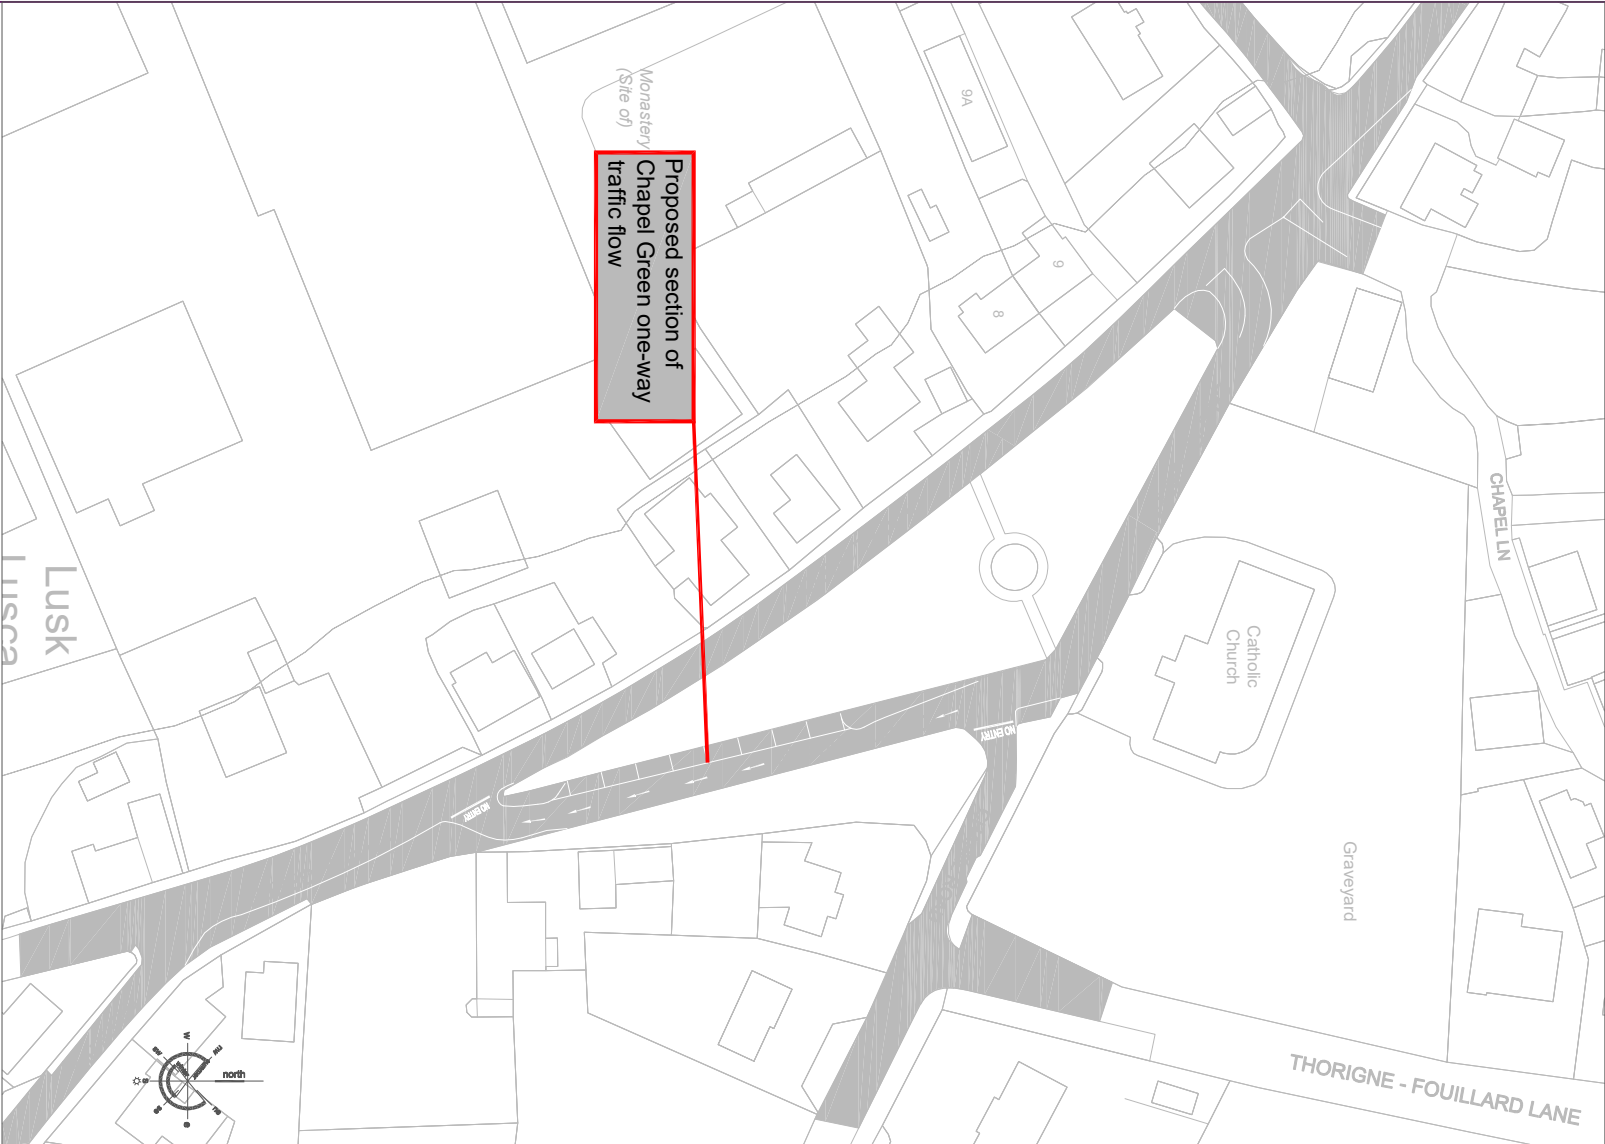 Proposed section of
Chapel Green one-way
traffic flow
Monastery
(Site of)
9A
9
8
CHAPEL LN
Catholic
Church
Graveyard
THORIGNE - FOUILLARD LANE
NO ENTRY
NO ENTRY
Lusk
Lusca
north
W
S